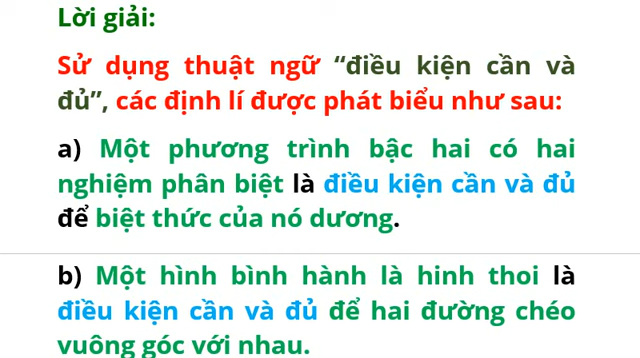 Lời giải:
Sử dụng thuật ngữ “điều kiện cần và
đủ”, các định lí được phát biểu như sau:
a) Một phương trình bậc hai có hai
nghiệm phân biệt là điều kiện cần và đủ
để biệt thức của nó dương.
b) Một hình bình hành là hinh thoi là
điều kiện cần và đủ để hai đường chéo
vuông góc với nhau.